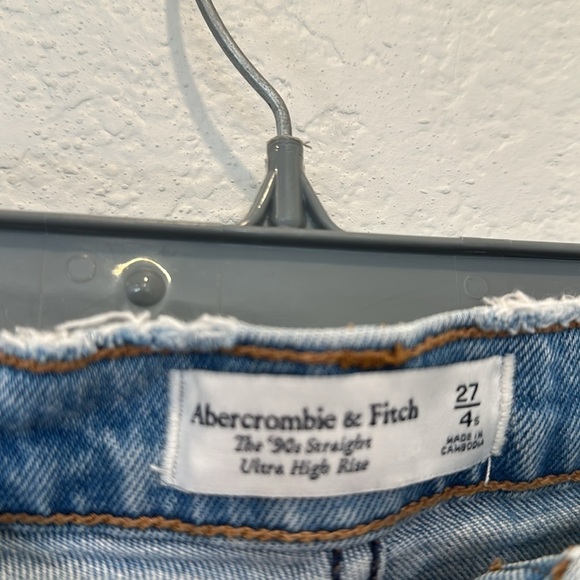 Abercrombie & Fitch
The '90s Straight
Ultra High Rise
27
4s
MADE IN
CAMBODIA